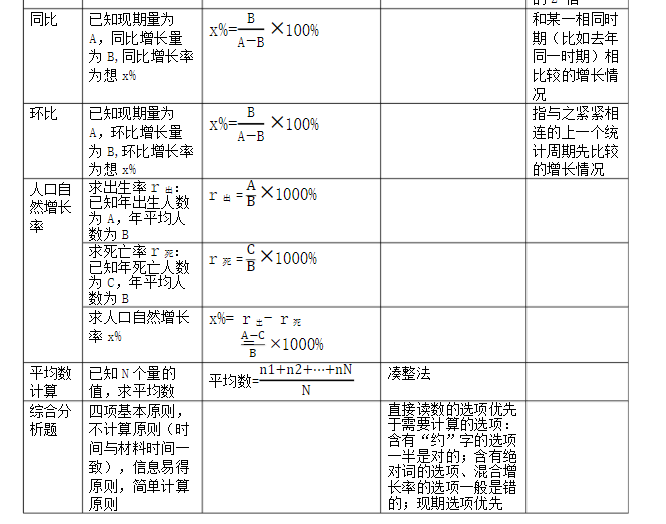 的 2 倍
同比
已知现期量为
A，同比增长量
为 B,同比增长率
为想 x%
x%=B/(A−B) ×100%
和某一相同时
期（比如去年
同一时期）相
比较的增长情
况
环比
已知现期量为
A，环比增长量
为 B,环比增长率
为想 x%
x%=B/(A−B) ×100%
指与之紧紧相
连的上一个统
计周期先比较
的增长情况
人口自
然增长
率
求出生率 r 出：
已知年出生人数
为 A，年平均人
数为 B
r 出 =A/B ×1000%
求死亡率 r 死：
已知年死亡人数
为 C，年平均人
数为 B
r 死 =C/B ×1000%
求人口自然增长
率 x%
x%= r 出− r 死
=(A−C)/B ×1000%
平均数
计算
已知 N 个量的
值，求平均数
平均数=(n1+n2+⋯+nN)/N
凑整法
综合分
析题
四项基本原则，
不计算原则（时
间与材料时间一
致），信息易得
原则，简单计算
原则
直接读数的选项优先
于需要计算的选项：
含有“约”字的选项
一半是对的；含有绝
对词的选项、混合增
长率的选项一般是错
的；现期选项优先